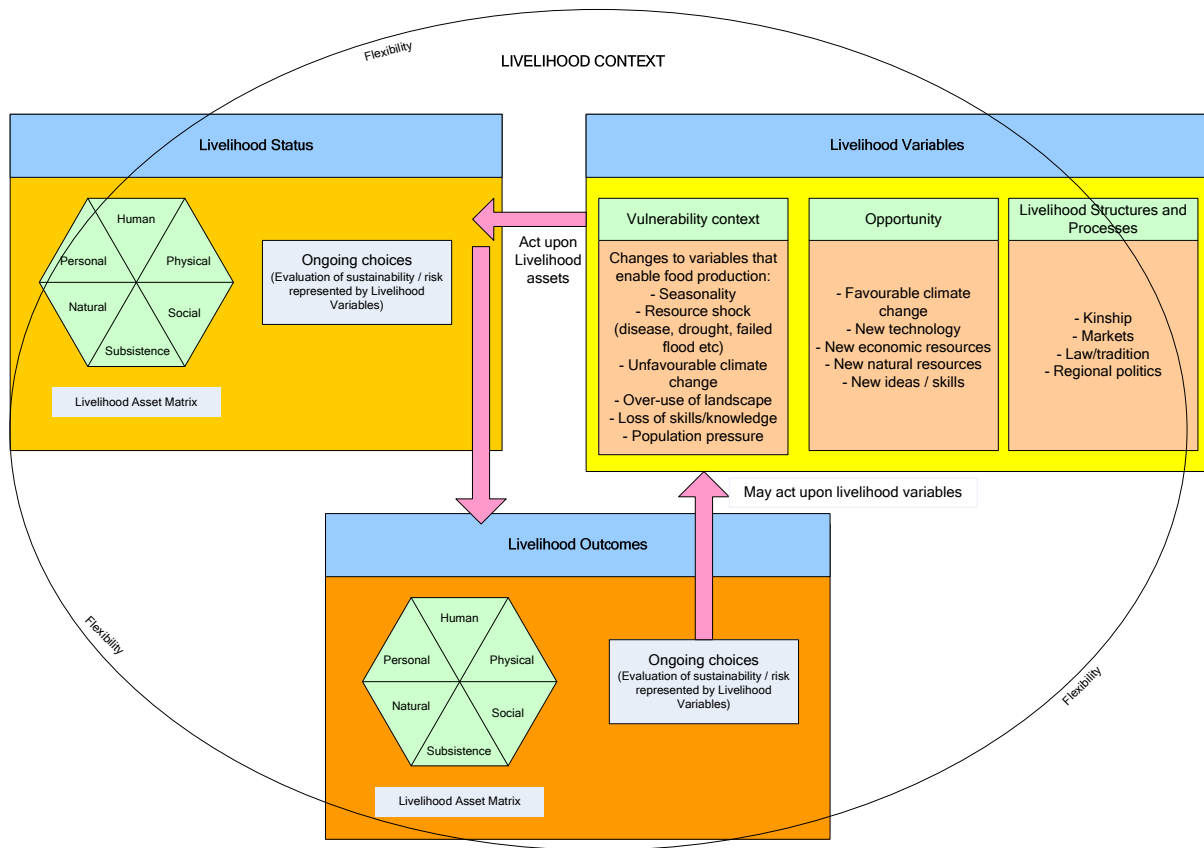 Flexibility
LIVELIHOOD CONTEXT
Livelihood Status
Human
Personal
Physical
Natural
Social
Subsistence
Livelihood Asset Matrix
Ongoing choices
(Evaluation of sustainability / risk
represented by Livelihood
Variables)
Act upon
Livelihood
assets
Livelihood Variables
Vulnerability context
Changes to variables that
enable food production:
- Seasonality
- Resource shock
(disease, drought, failed
flood etc)
- Unfavourable climate
change
- Over-use of landscape
- Loss of skills/knowledge
- Population pressure
Opportunity
- Favourable climate
change
- New technology
- New economic resources
- New natural resources
- New ideas / skills
Livelihood Structures and
Processes
- Kinship
- Markets
- Law/tradition
- Regional politics
May act upon livelihood variables
Livelihood Outcomes
Human
Personal
Physical
Natural
Social
Subsistence
Livelihood Asset Matrix
Ongoing choices
(Evaluation of sustainability / risk
represented by Livelihood
Variables)
Flexibility
Flexibility